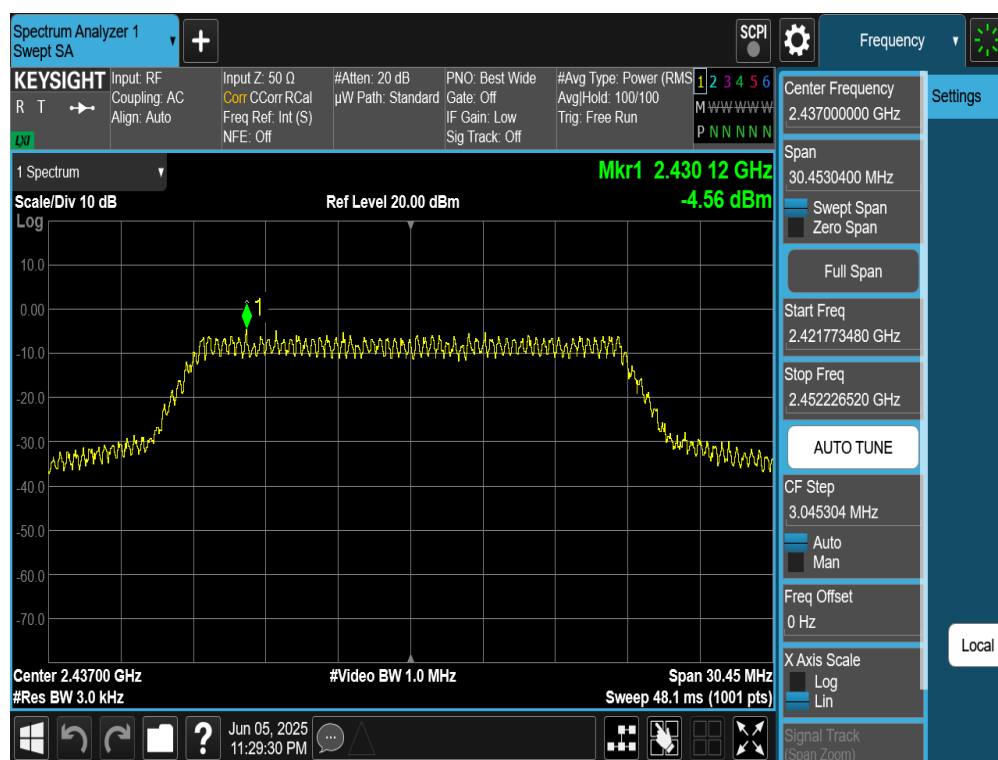 Spectrum Analyzer 1
Swept SA
+
SCPI
Frequency
KEYSIGHT
R T
LXI
Input: RF
Coupling: AC
Align: Auto
Input Z: 50 Ω
Corr CCorr RCal
Freq Ref: Int (S)
NFE: Off
#Atten: 20 dB
µW Path: Standard
PNO: Best Wide
Gate: Off
IF Gain: Low
Sig Track: Off
#Avg Type: Power (RMS
Avg|Hold: 100/100
Trig: Free Run
1 2 3 4 5 6
M W W W W W
P N N N N N
1 Spectrum
Scale/Div 10 dB
Ref Level 20.00 dBm
Mkr1 2.430 12 GHz
-4.56 dBm
Log
10.0
0.00
-10.0
-20.0
-30.0
-40.0
-50.0
-60.0
-70.0
1
Center 2.43700 GHz
#Video BW 1.0 MHz
Span 30.45 MHz
#Res BW 3.0 kHz
Sweep 48.1 ms (1001 pts)
Center Frequency
2.437000000 GHz
Span
30.4530400 MHz
Swept Span
Zero Span
Full Span
Start Freq
2.421773480 GHz
Stop Freq
2.452226520 GHz
AUTO TUNE
CF Step
3.045304 MHz
Auto
Man
Freq Offset
0 Hz
X Axis Scale
Log
Lin
Signal Track
(Span Zoom)
Settings
Local
?
Jun 05, 2025
11:29:30 PM